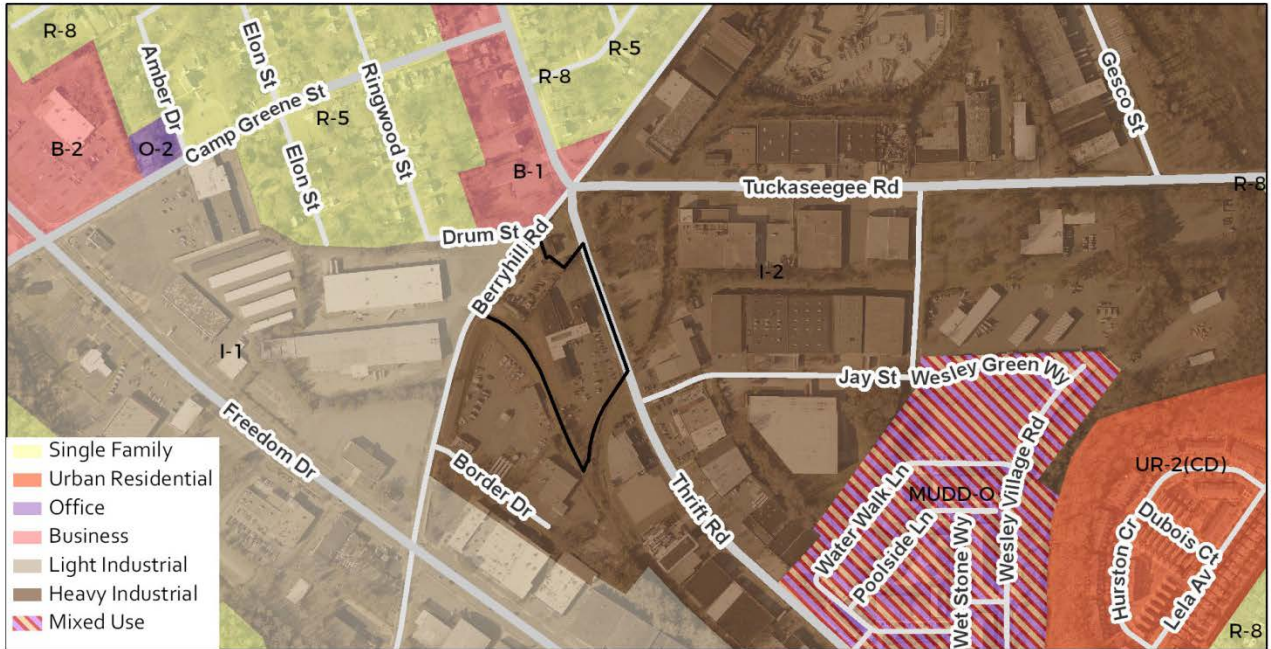 R-8
Amber Dr
Elon St
Ringwood St
R-5
R-8
Gesco St
Camp Greene St
R-5
B-2
O-2
Elon St
B-1
Tuckaseegee Rd
R-8
Drum St
Berryhill Rd
I-2
I-1
Jay St
Wesley Green Wy
Freedom Dr
Border Dr
Thrift Rd
Water Walk Ln
MUDD-O
Poolside Ln
Wet Stone Wy
Wesley Village Rd
UR-2(CD)
Hurston Cr
Dubois Ct
Lela Av
R-8
Single Family
Urban Residential
Office
Business
Light Industrial
Heavy Industrial
Mixed Use